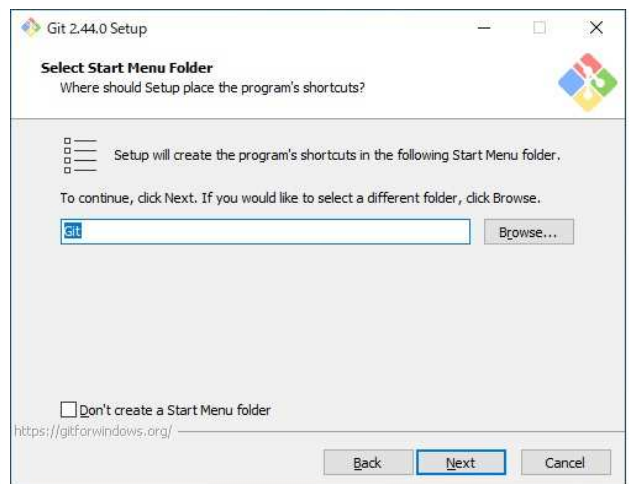 Git 2.44.0 Setup
Select Start Menu Folder
Where should Setup place the program's shortcuts?
Setup will create the program's shortcuts in the following Start Menu folder.
To continue, click Next. If you would like to select a different folder, click Browse.
Git
Browse...
Don't create a Start Menu folder
https://gitforwindows.org/
Back
Next
Cancel